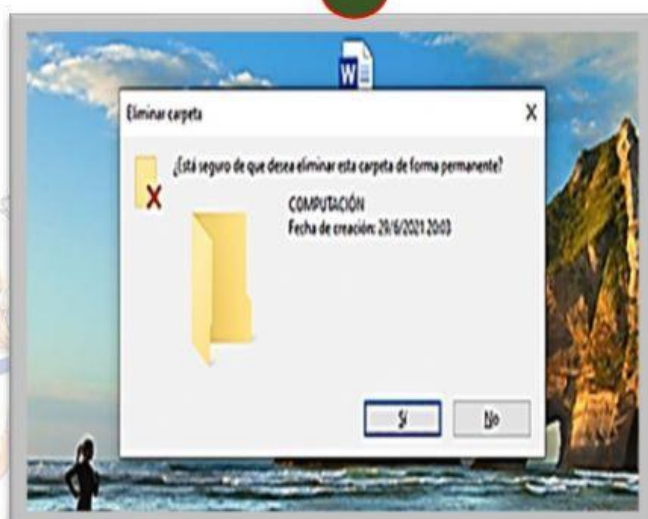 W
Eliminar carpeta
X
¿Está seguro de que desea eliminar esta carpeta de forma permanente?
COMPUTACIÓN
Fecha de creación: 29/6/2021 20:03
Sí
No